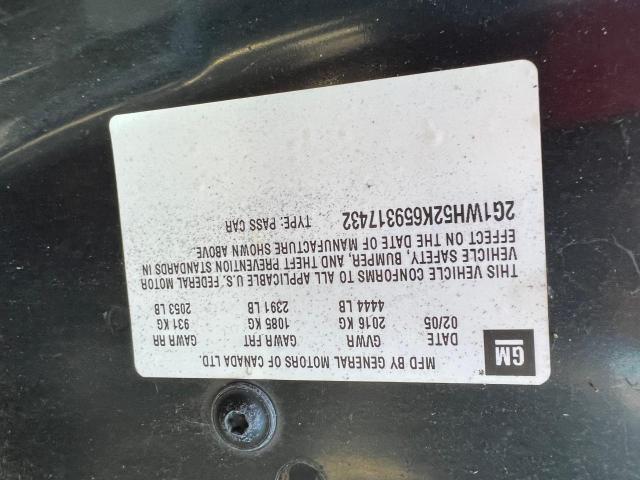 GM
MFD BY GENERAL MOTORS OF CANADA LTD.
DATE GVWR GAWR FRT GAWR RR
02/05 2016 KG 1085 KG 931 KG
4444 LB 2391 LB 2053 LB
THIS VEHICLE CONFORMS TO ALL APPLICABLE U.S. FEDERAL MOTOR
VEHICLE SAFETY, BUMPER, AND THEFT PREVENTION STANDARDS IN
EFFECT ON THE DATE OF MANUFACTURE SHOWN ABOVE.
2G1WH52K659317432 TYPE: PASS CAR